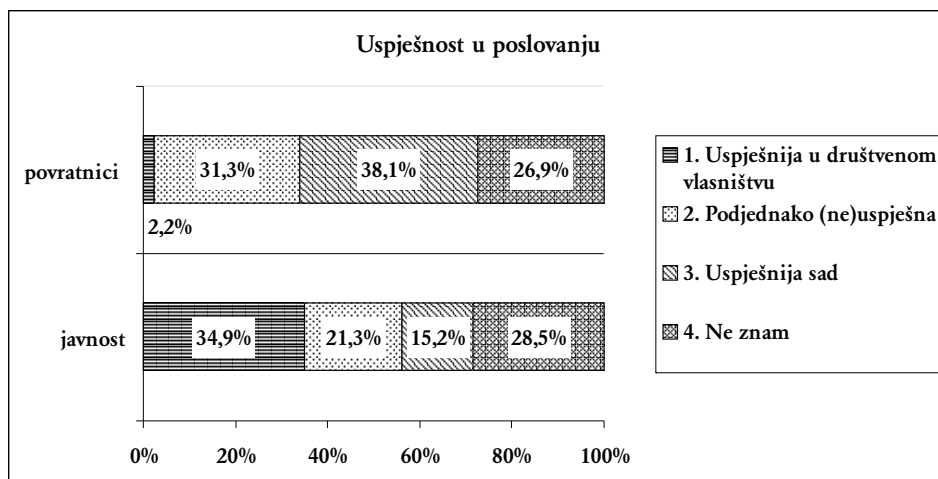 Uspješnost u poslovanju
povratnici
31,3%
38,1%
26,9%
2,2%
javnost
34,9%
21,3%
15,2%
28,5%
0%
20%
40%
60%
80%
100%
1. Uspješnija u društvenom
vlasništvu
2. Podjednako (ne)uspješna
3. Uspješnija sad
4. Ne znam